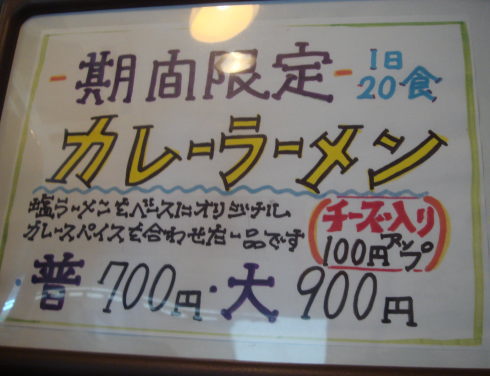 -期間限定-
1日
20食
カレーラーメン
塩ラーメンをベースにオリジナル
カレースパイスを合わせた一品です
チーズ入り
100円アップ
・普700円・大900円